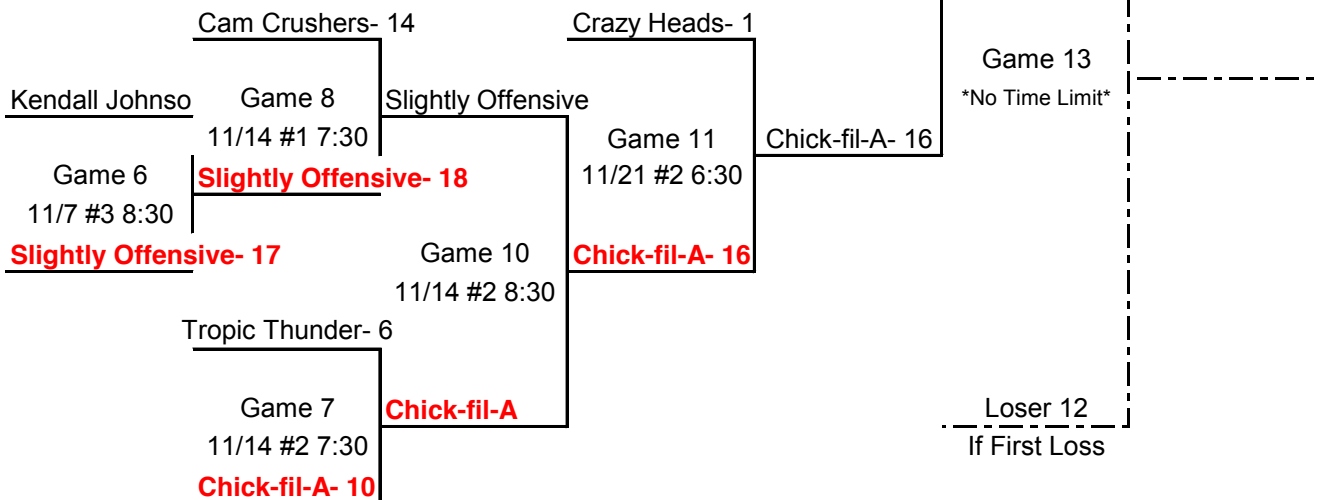 Cam Crushers- 14
Crazy Heads- 1
Game 13
*No Time Limit*
Kendall Johnso
Game 8
11/14 #1 7:30
Slightly Offensive
Game 11
11/21 #2 6:30
Chick-fil-A- 16
Game 6
11/7 #3 8:30
Slightly Offensive- 18
Slightly Offensive- 17
Game 10
11/14 #2 8:30
Chick-fil-A- 16
Tropic Thunder- 6
Game 7
11/14 #2 7:30
Chick-fil-A
Loser 12
If First Loss
Chick-fil-A- 10